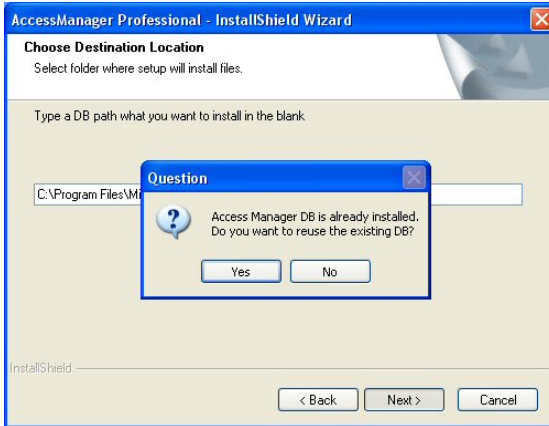 AccessManager Professional - InstallShield Wizard
Choose Destination Location
Select folder where setup will install files.
Type a DB path what you want to install in the blank
Question
C:\Program Files\Mi
Access Manager DB is already installed.
Do you want to reuse the existing DB?
Yes No
InstallShield
< Back Next > Cancel